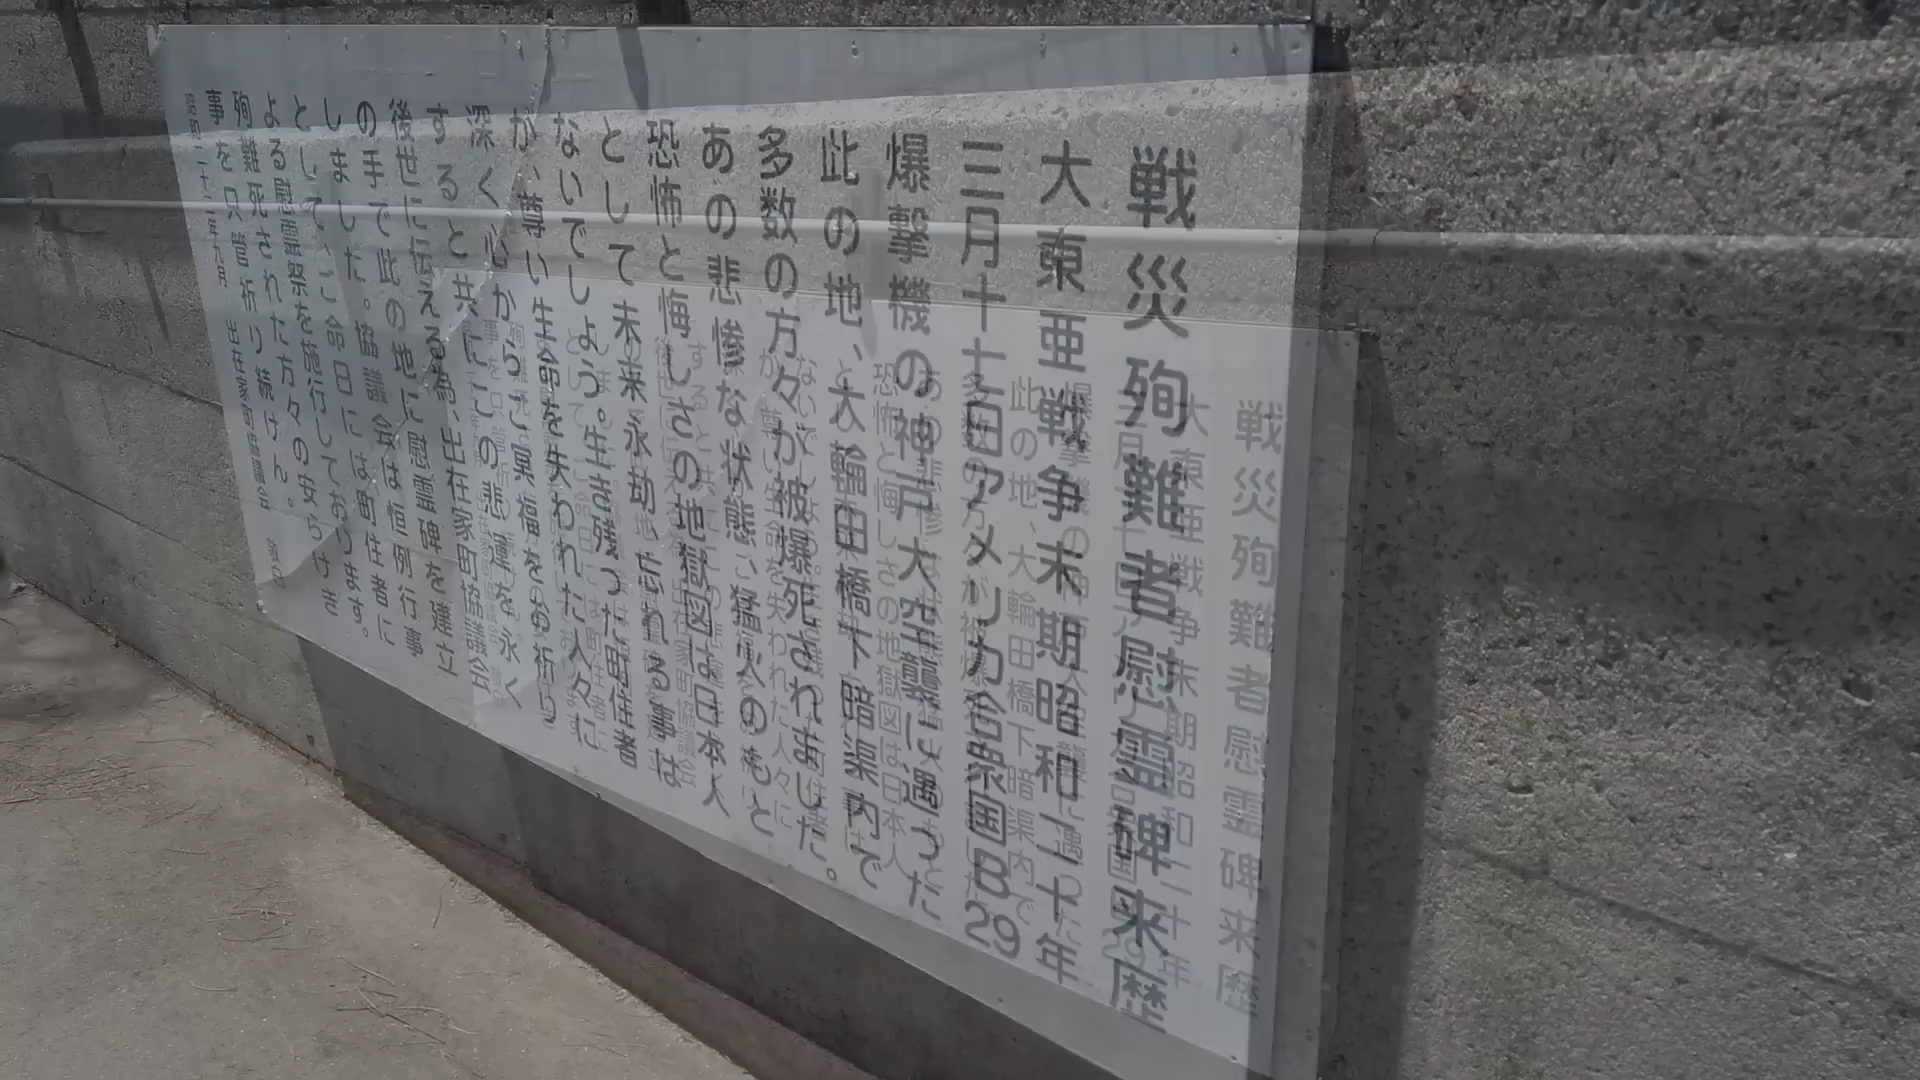 戦災殉難者慰霊碑来歴
大東亜戦争末期昭和二十年
三月十七日アメリカ合衆国B29
爆撃機の神戸大空襲に遇った
此の地、大輪田橋下暗渠内で
多数の方々が被爆死されました。
あの悲惨な状態、猛火のもと
恐怖と悔しさの地獄図は日本人
として未来永劫、忘れる事は
ないでしょう。生き残った町住者
が、尊い生命を失われた人々に
深く心からご冥福をお祈り
すると共にこの悲運を永く
後世に伝える為、出在家町協議会
の手で此の地に慰霊碑を建立
しました。協議会は恒例行事
として、ご命日には町住者に
よる慰霊祭を施行しております。
殉難死された方々の安らけき
事を只管祈り続けん。
出在家町協議会